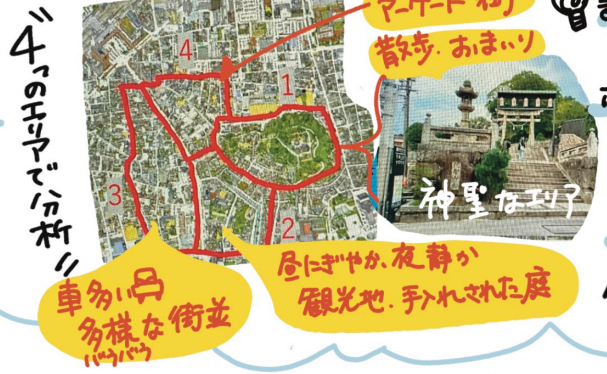 "4つのエリアで分析"
アーケード
散歩・おまいり
4
1
3
2
神聖なエリア
昼にぎやか、夜静か
観光地・手入れされた庭
車多い
多様な街並
バラバラ